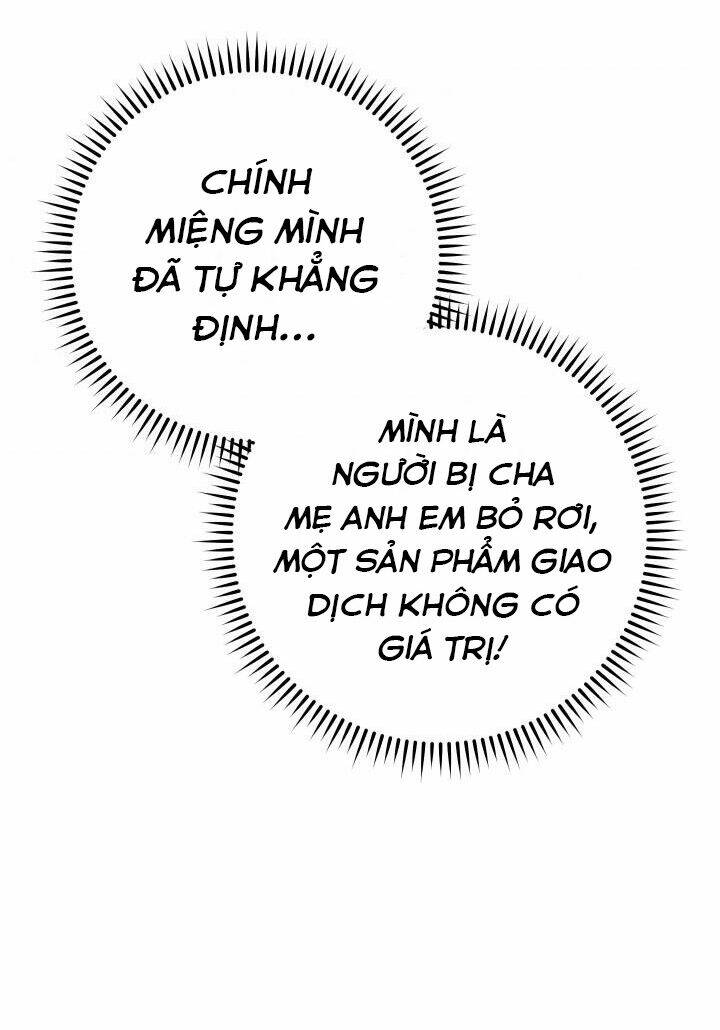 CHÍNH
MIỆNG MÌNH
ĐÃ TỰ KHẲNG
ĐỊNH...
MÌNH LÀ
NGƯỜI BỊ CHA
MẸ ANH EM BỎ RƠI,
MỘT SẢN PHẨM GIAO
DỊCH KHÔNG CÓ
GIÁ TRỊ!